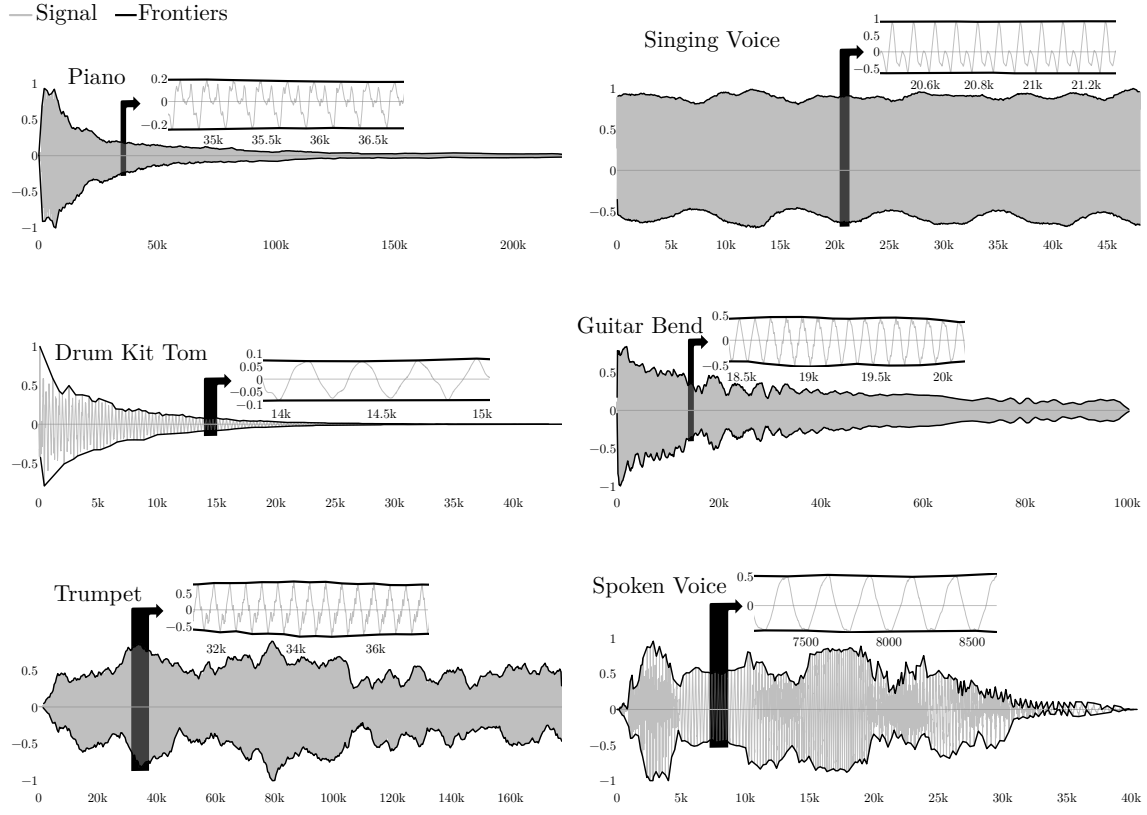 Signal Frontiers
Piano
0.2
0
−0.2
35k 35.5k 36k 36.5k
1
0.5
0
−0.5
−1
0 50k 100k 150k 200k
Singing Voice
1
0.5
0
−0.5
20.6k 20.8k 21k 21.2k
1
0.5
0
−0.5
0 5k 10k 15k 20k 25k 30k 35k 40k 45k
Drum Kit Tom
0.1
0.05
0
−0.05
−0.1
14k 14.5k 15k
1
0.5
0
−0.5
0 5k 10k 15k 20k 25k 30k 35k 40k
Guitar Bend
0.5
0
−0.5
18.5k 19k 19.5k 20k
1
0.5
0
−0.5
−1
0 20k 40k 60k 80k 100k
Trumpet
0.5
0
−0.5
32k 34k 36k
0.5
0
−0.5
−1
0 20k 40k 60k 80k 100k 120k 140k 160k
Spoken Voice
0.5
0
7500 8000 8500
1
0.5
0
−0.5
−1
0 5k 10k 15k 20k 25k 30k 35k 40k